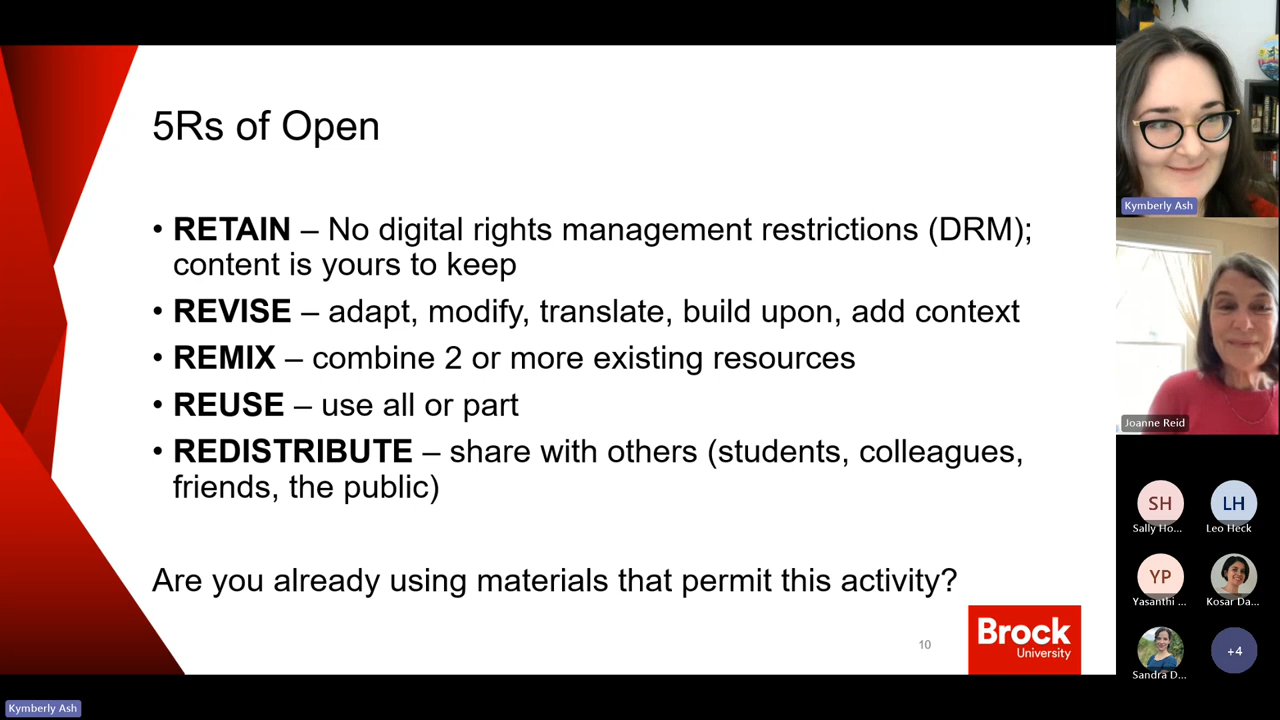 5Rs of Open
• RETAIN – No digital rights management restrictions (DRM);
content is yours to keep
• REVISE – adapt, modify, translate, build upon, add context
• REMIX – combine 2 or more existing resources
• REUSE – use all or part
• REDISTRIBUTE – share with others (students, colleagues,
friends, the public)
Are you already using materials that permit this activity?
10
Brock
University
Kymberly Ash
Joanne Reid
SH
LH
Sally Ho...
Leo Heck
YP
Yasanthi ...
Kosar Da...
Sandra D...
+4
Kymberly Ash